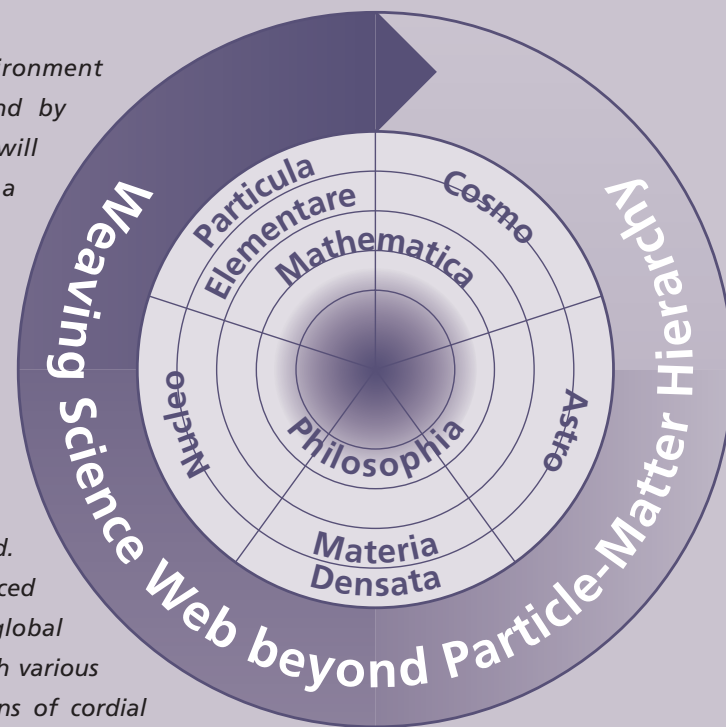 ironment
nd by
will
a
Weaving Science Web beyond Particle-Matter Hierarchy
Particula
Elementare
Cosmo
Mathematica
Nucleo
Astro
Philosophia
Materia
Densata
d.
ced
global
h various
ns of cordial